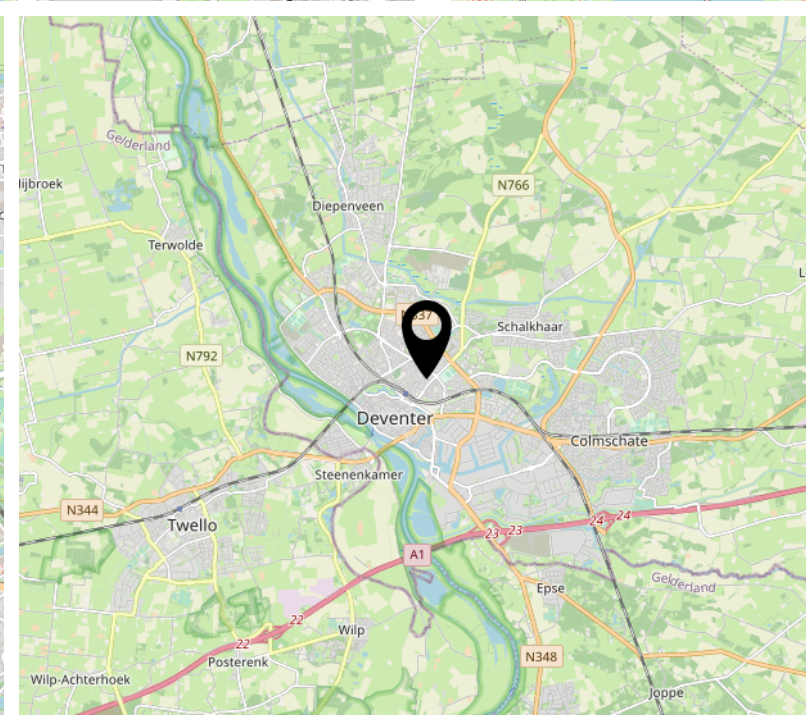 Gelderland
lijbroek
N766
Diepenveen
Terwolde
N337
Schalkhaar
N792
Deventer
Colmschate
Steenenkamer
N344
Twello
24
24
23
23
A1
Gelderland
Epse
22
22
Wilp
N348
Posterenk
Wilp-Achterhoek
Joppe